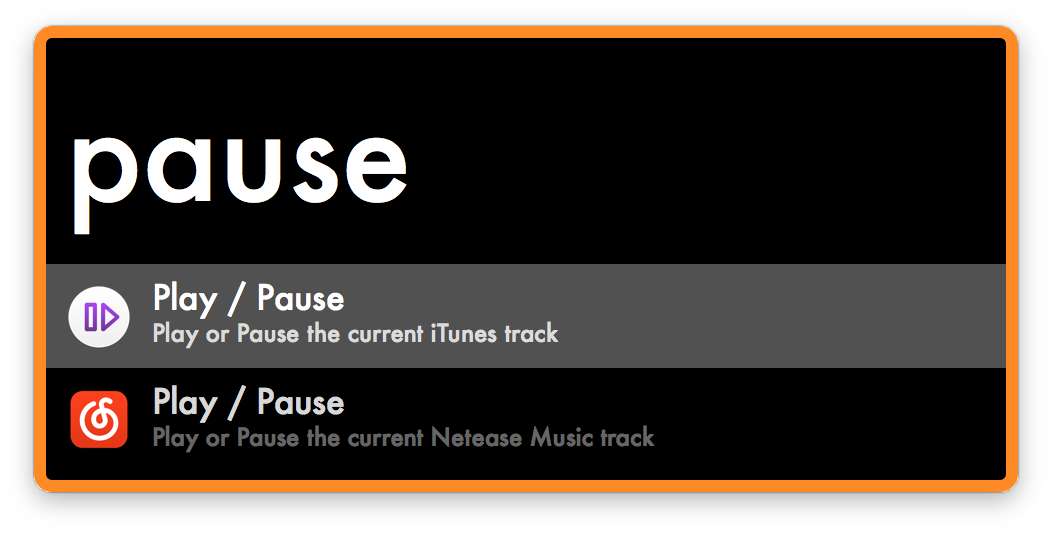 pause
Play / Pause
Play or Pause the current iTunes track
Play / Pause
Play or Pause the current Netease Music track